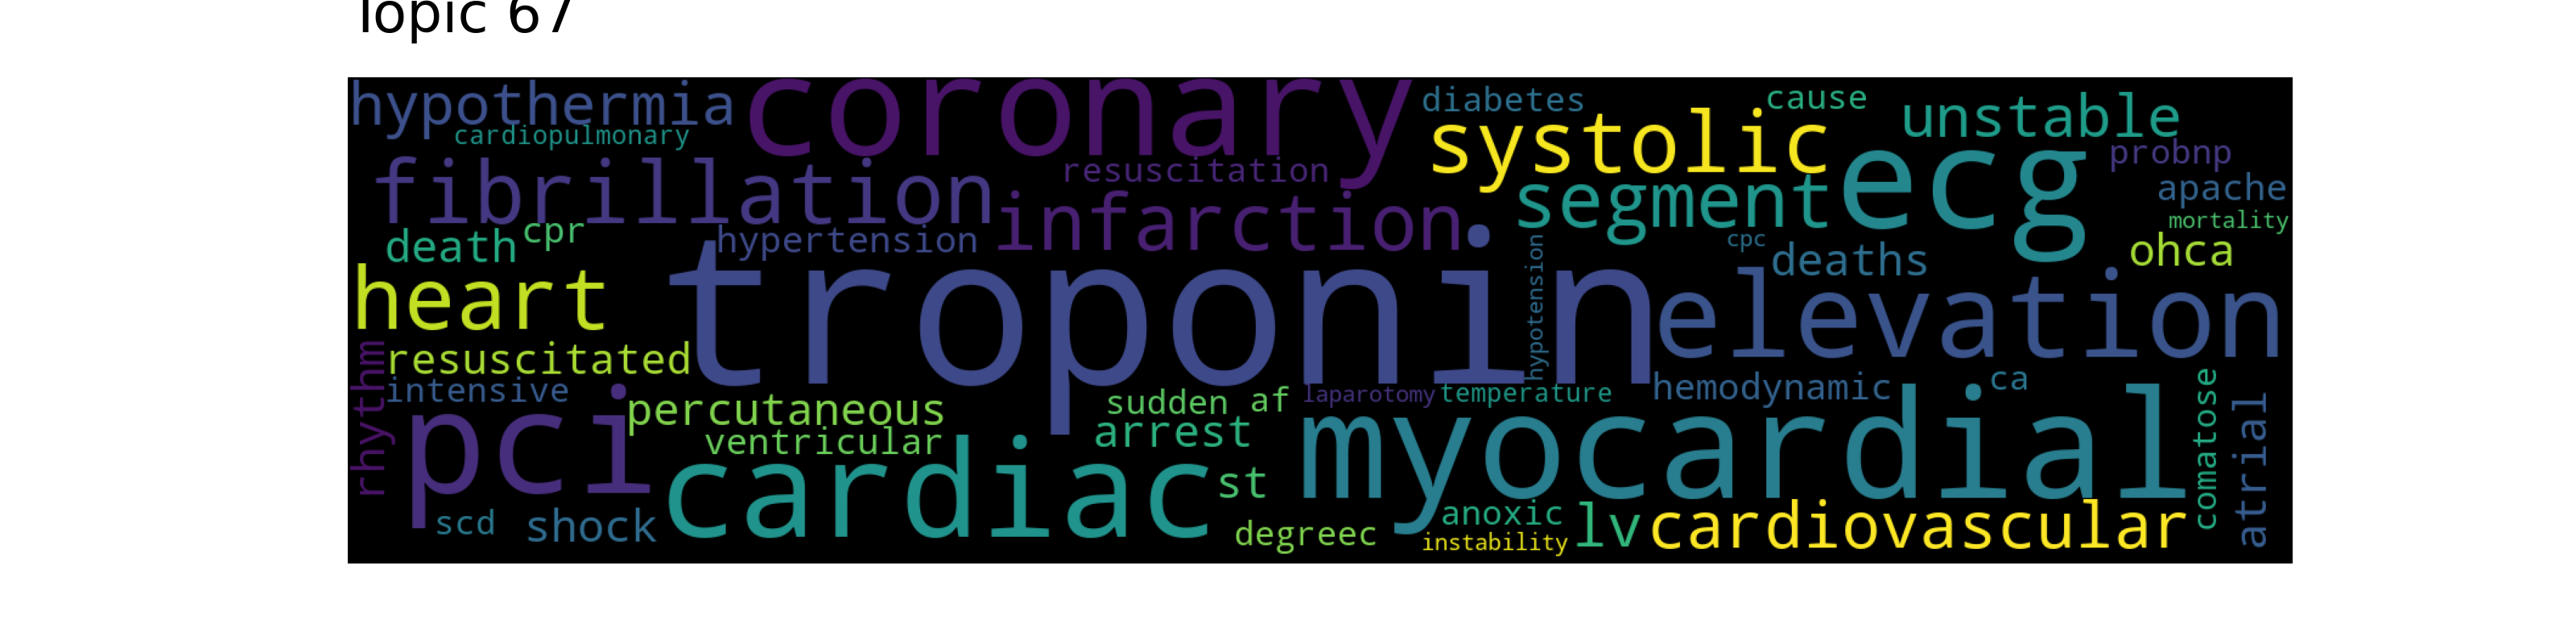 Topic 67
hypothermia
coronary
diabetes
cause
unstable
cardiopulmonary
systolic
ecg
probnp
fibrillation
resuscitation
segment
apache
infarction
mortality
death
cpr
hypertension
cpc
deaths
ohca
heart
troponin
hypotension
elevation
rhythm
resuscitated
intensive
percutaneous
sudden
af
laparotomy
temperature
hemodynamic
ca
comatose
atrial
pci
ventricular
arrest
myocardial
cardiac
st
scd
shock
degreec
anoxic
instability
lv
cardiovascular